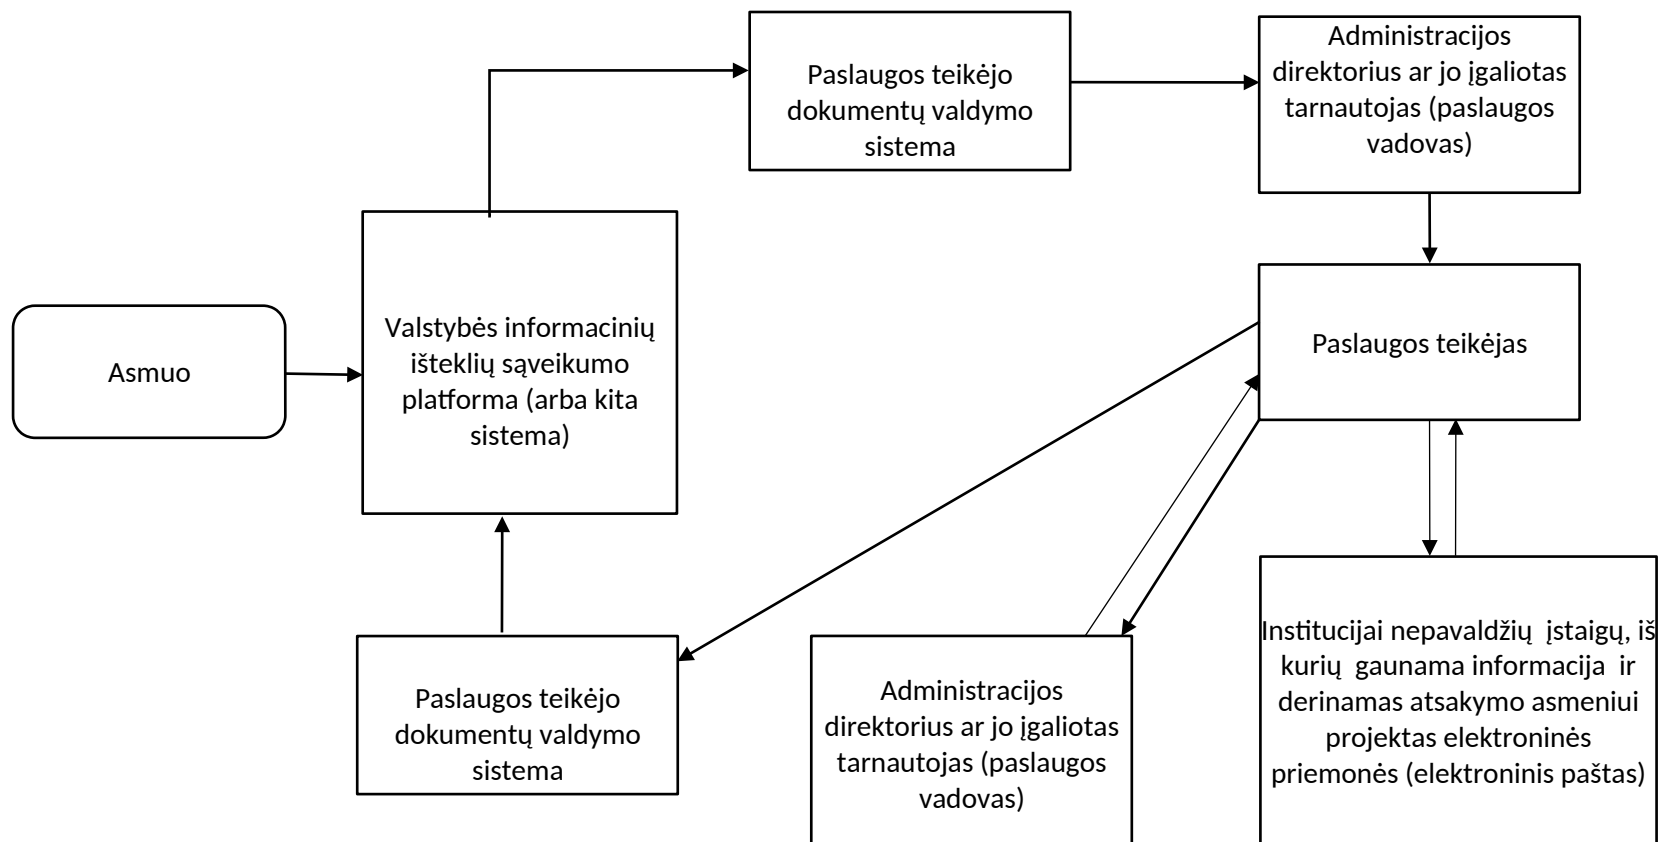 Paslaugos teikėjo
dokumentų valdymo
sistema
Administracijos
direktorius ar jo įgaliotas
tarnautojas (paslaugos
vadovas)
Asmuo
Valstybės informacinių
išteklių sąveikumo
platforma (arba kita
sistema)
Paslaugos teikėjas
Paslaugos teikėjo
dokumentų valdymo
sistema
Administracijos
direktorius ar jo įgaliotas
tarnautojas (paslaugos
vadovas)
Institucijai nepavaldžių įstaigų, iš
kurių gaunama informacija ir
derinamas atsakymo asmeniui
projektas elektroninės
priemonės (elektroninis paštas)